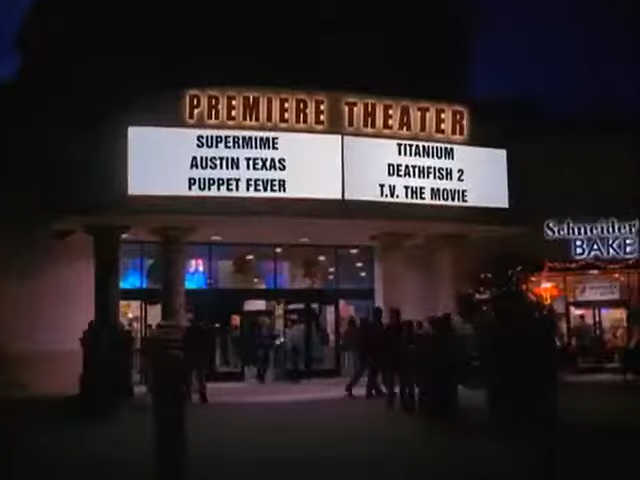 PREMIERE THEATER
SUPERMIME
AUSTIN TEXAS
PUPPET FEVER
TITANIUM
DEATHFISH 2
T.V. THE MOVIE
Schneider
BAKE